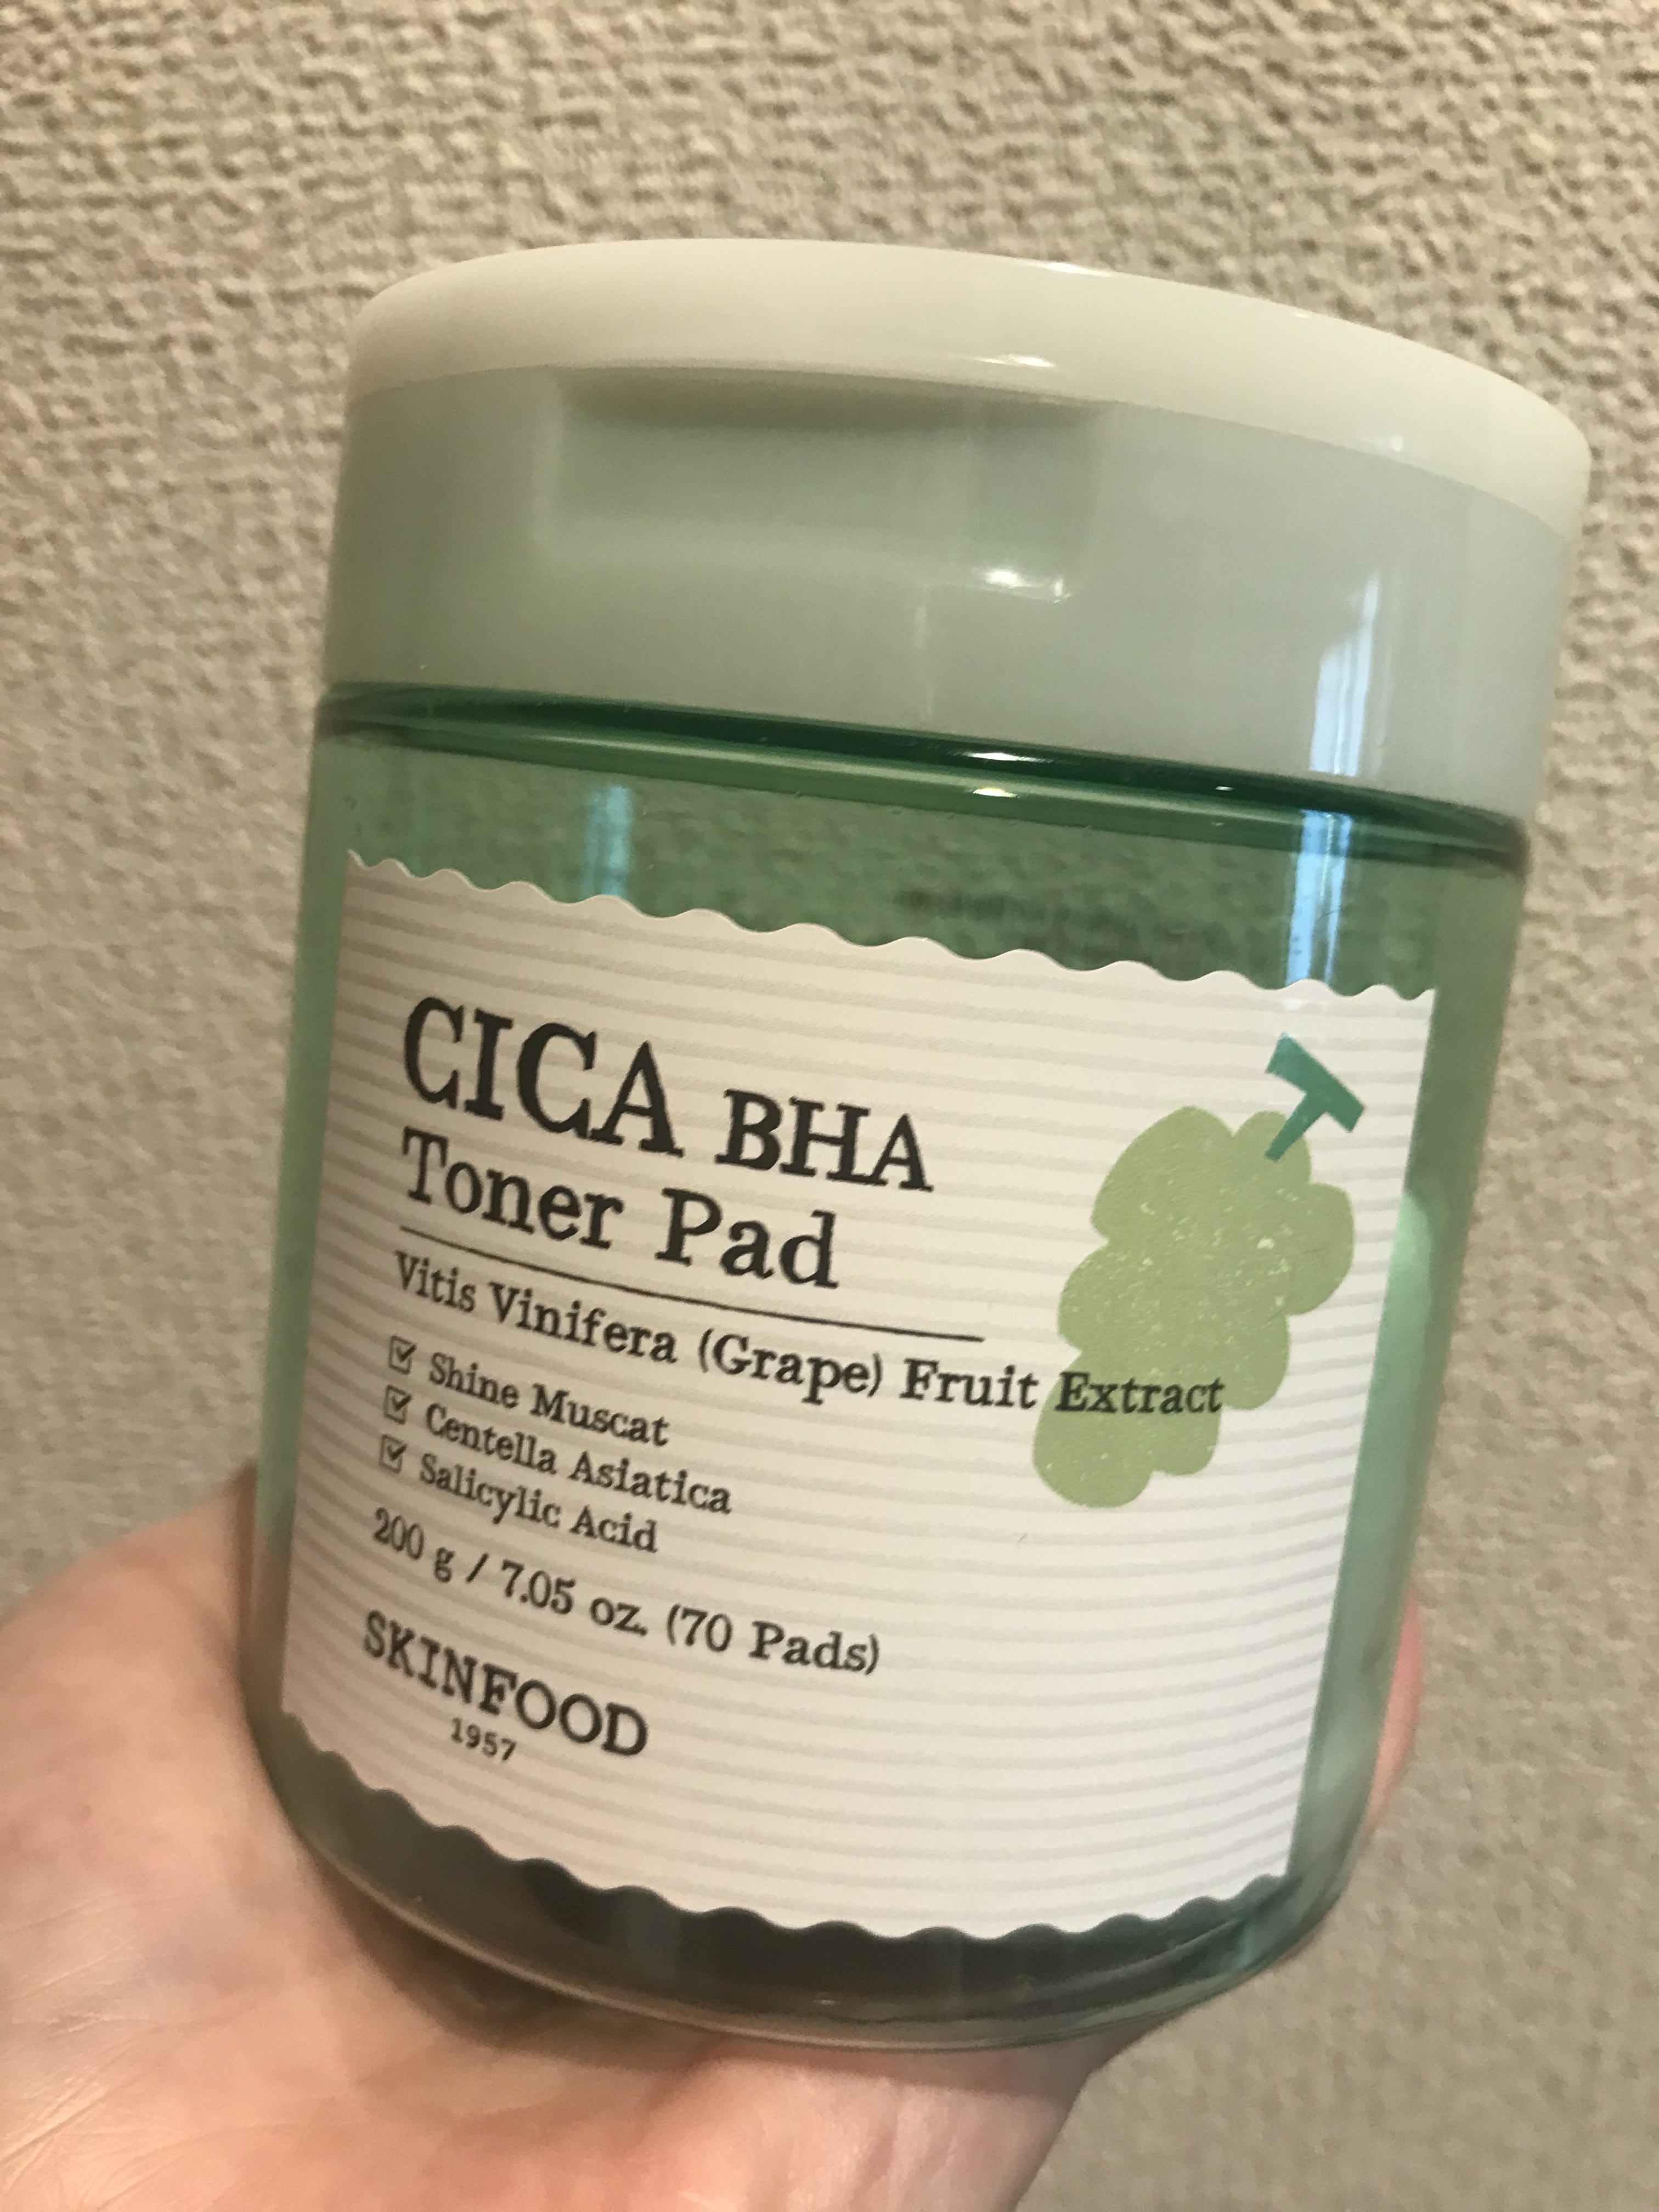 CICA BHA
Toner Pad
Vitis Vinifera (Grape) Fruit Extract
Shine Muscat
Centella Asiatica
Salicylic Acid
200 g / 7.05 oz. (70 Pads)
SKINFOOD
1957